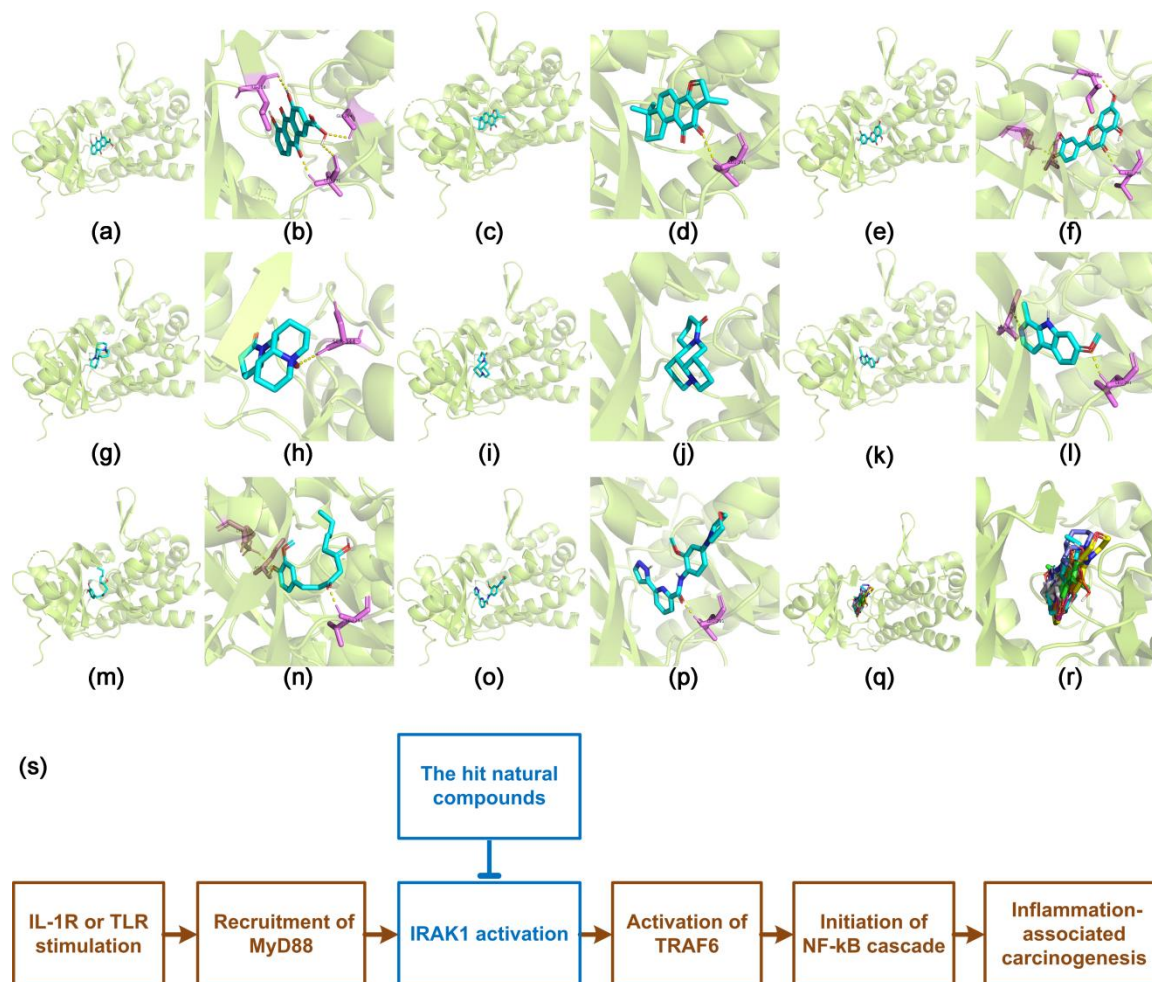 (a)
(b)
(c)
(d)
(e)
(f)
(g)
(h)
(i)
(j)
(k)
(l)
(m)
(n)
(o)
(p)
(q)
(r)
(s)
The hit natural
compounds
IL-1R or TLR
stimulation
Recruitment of
MyD88
IRAK1 activation
Activation of
TRAF6
Initiation of
NF-kB cascade
Inflammation-
associated
carcinogenesis